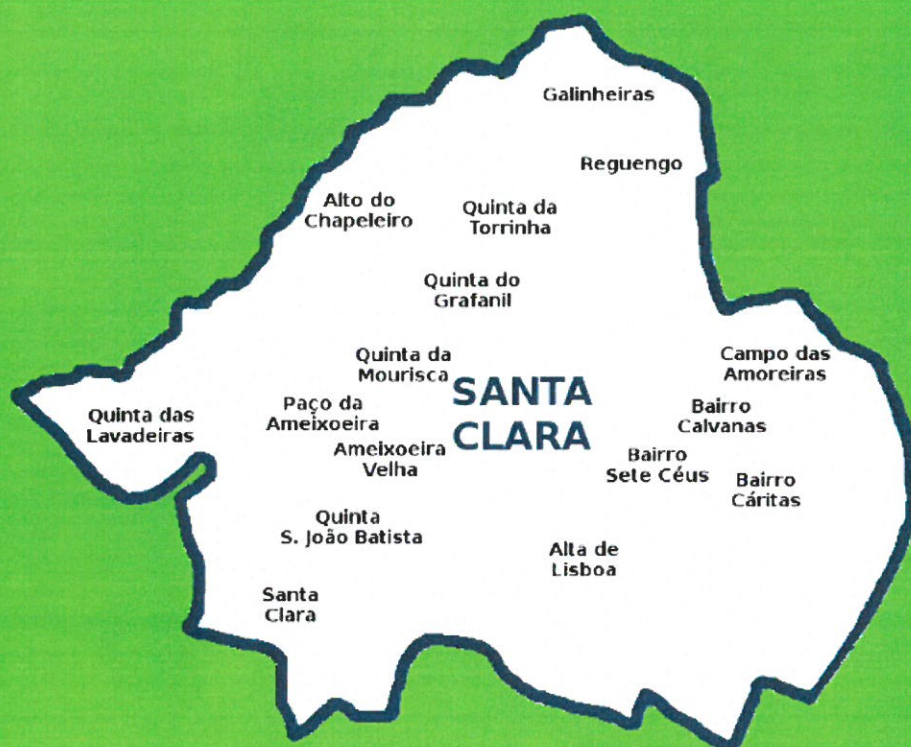 Galinheiras
Reguengo
Alto do
Chapeleiro
Quinta da
Torrinha
Quinta do
Grafanil
Quinta da
Mourisca
SANTA
CLARA
Campo das
Amoreiras
Paço da
Ameixoeira
Quinta das
Lavadeiras
Bairro
Calvanas
Ameixoeira
Velha
Bairro
Sete Céus
Bairro
Cáritas
Quinta
S. João Batista
Alta de
Lisboa
Santa
Clara